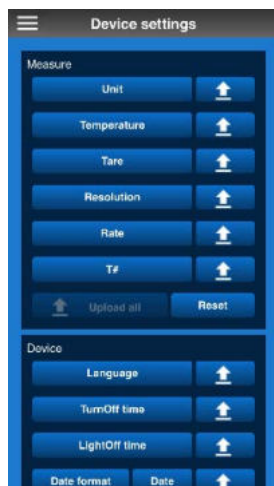 Device settings
Measure
Unit
Temperature
Tare
Resolution
Rate
T#
Upload all Reset
Device
Language
TurnOff time
LightOff time
Date format Date